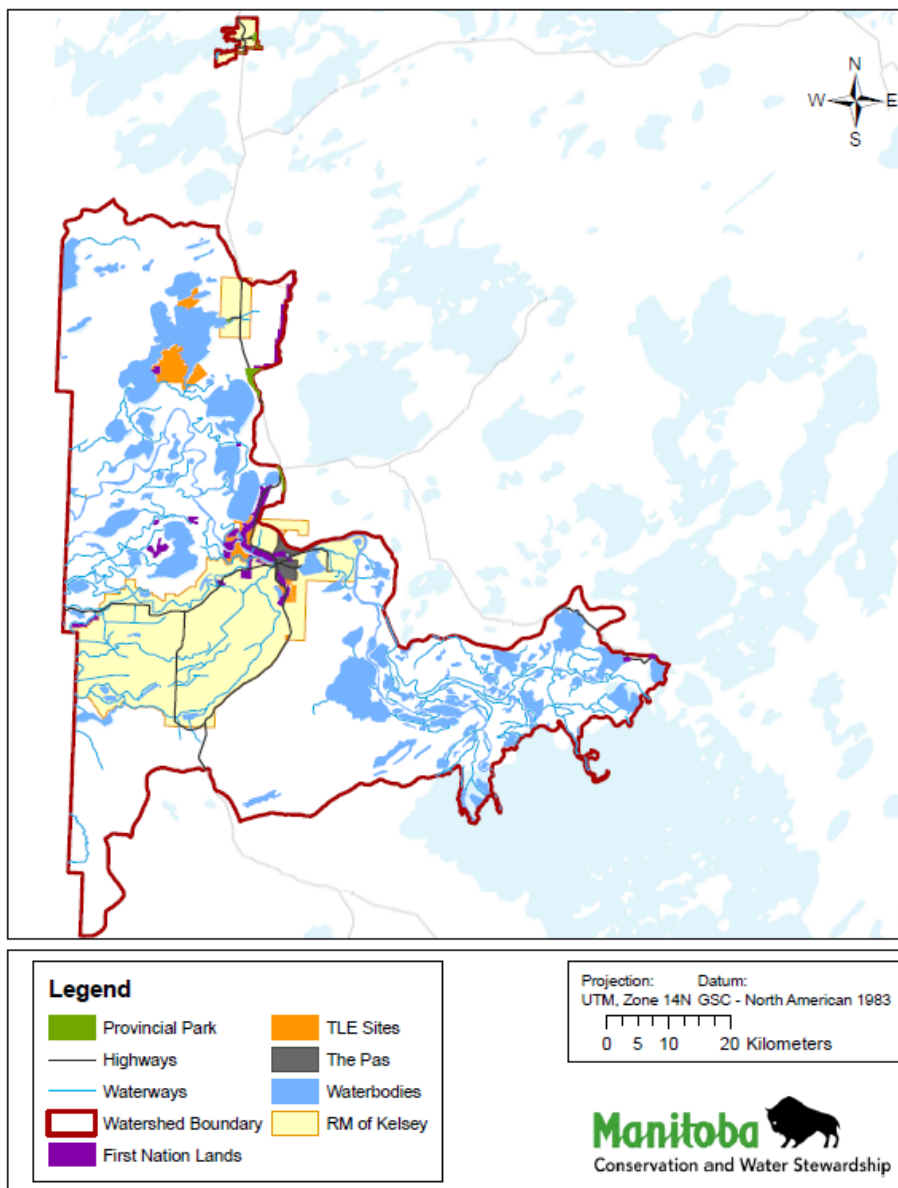 N
W E
S
Legend
Provincial Park
Highways
Waterways
Watershed Boundary
First Nation Lands
TLE Sites
The Pas
Waterbodies
RM of Kelsey
Projection: Datum:
UTM, Zone 14N GSC - North American 1983
0 5 10 20 Kilometers
Manitoba
Conservation and Water Stewardship